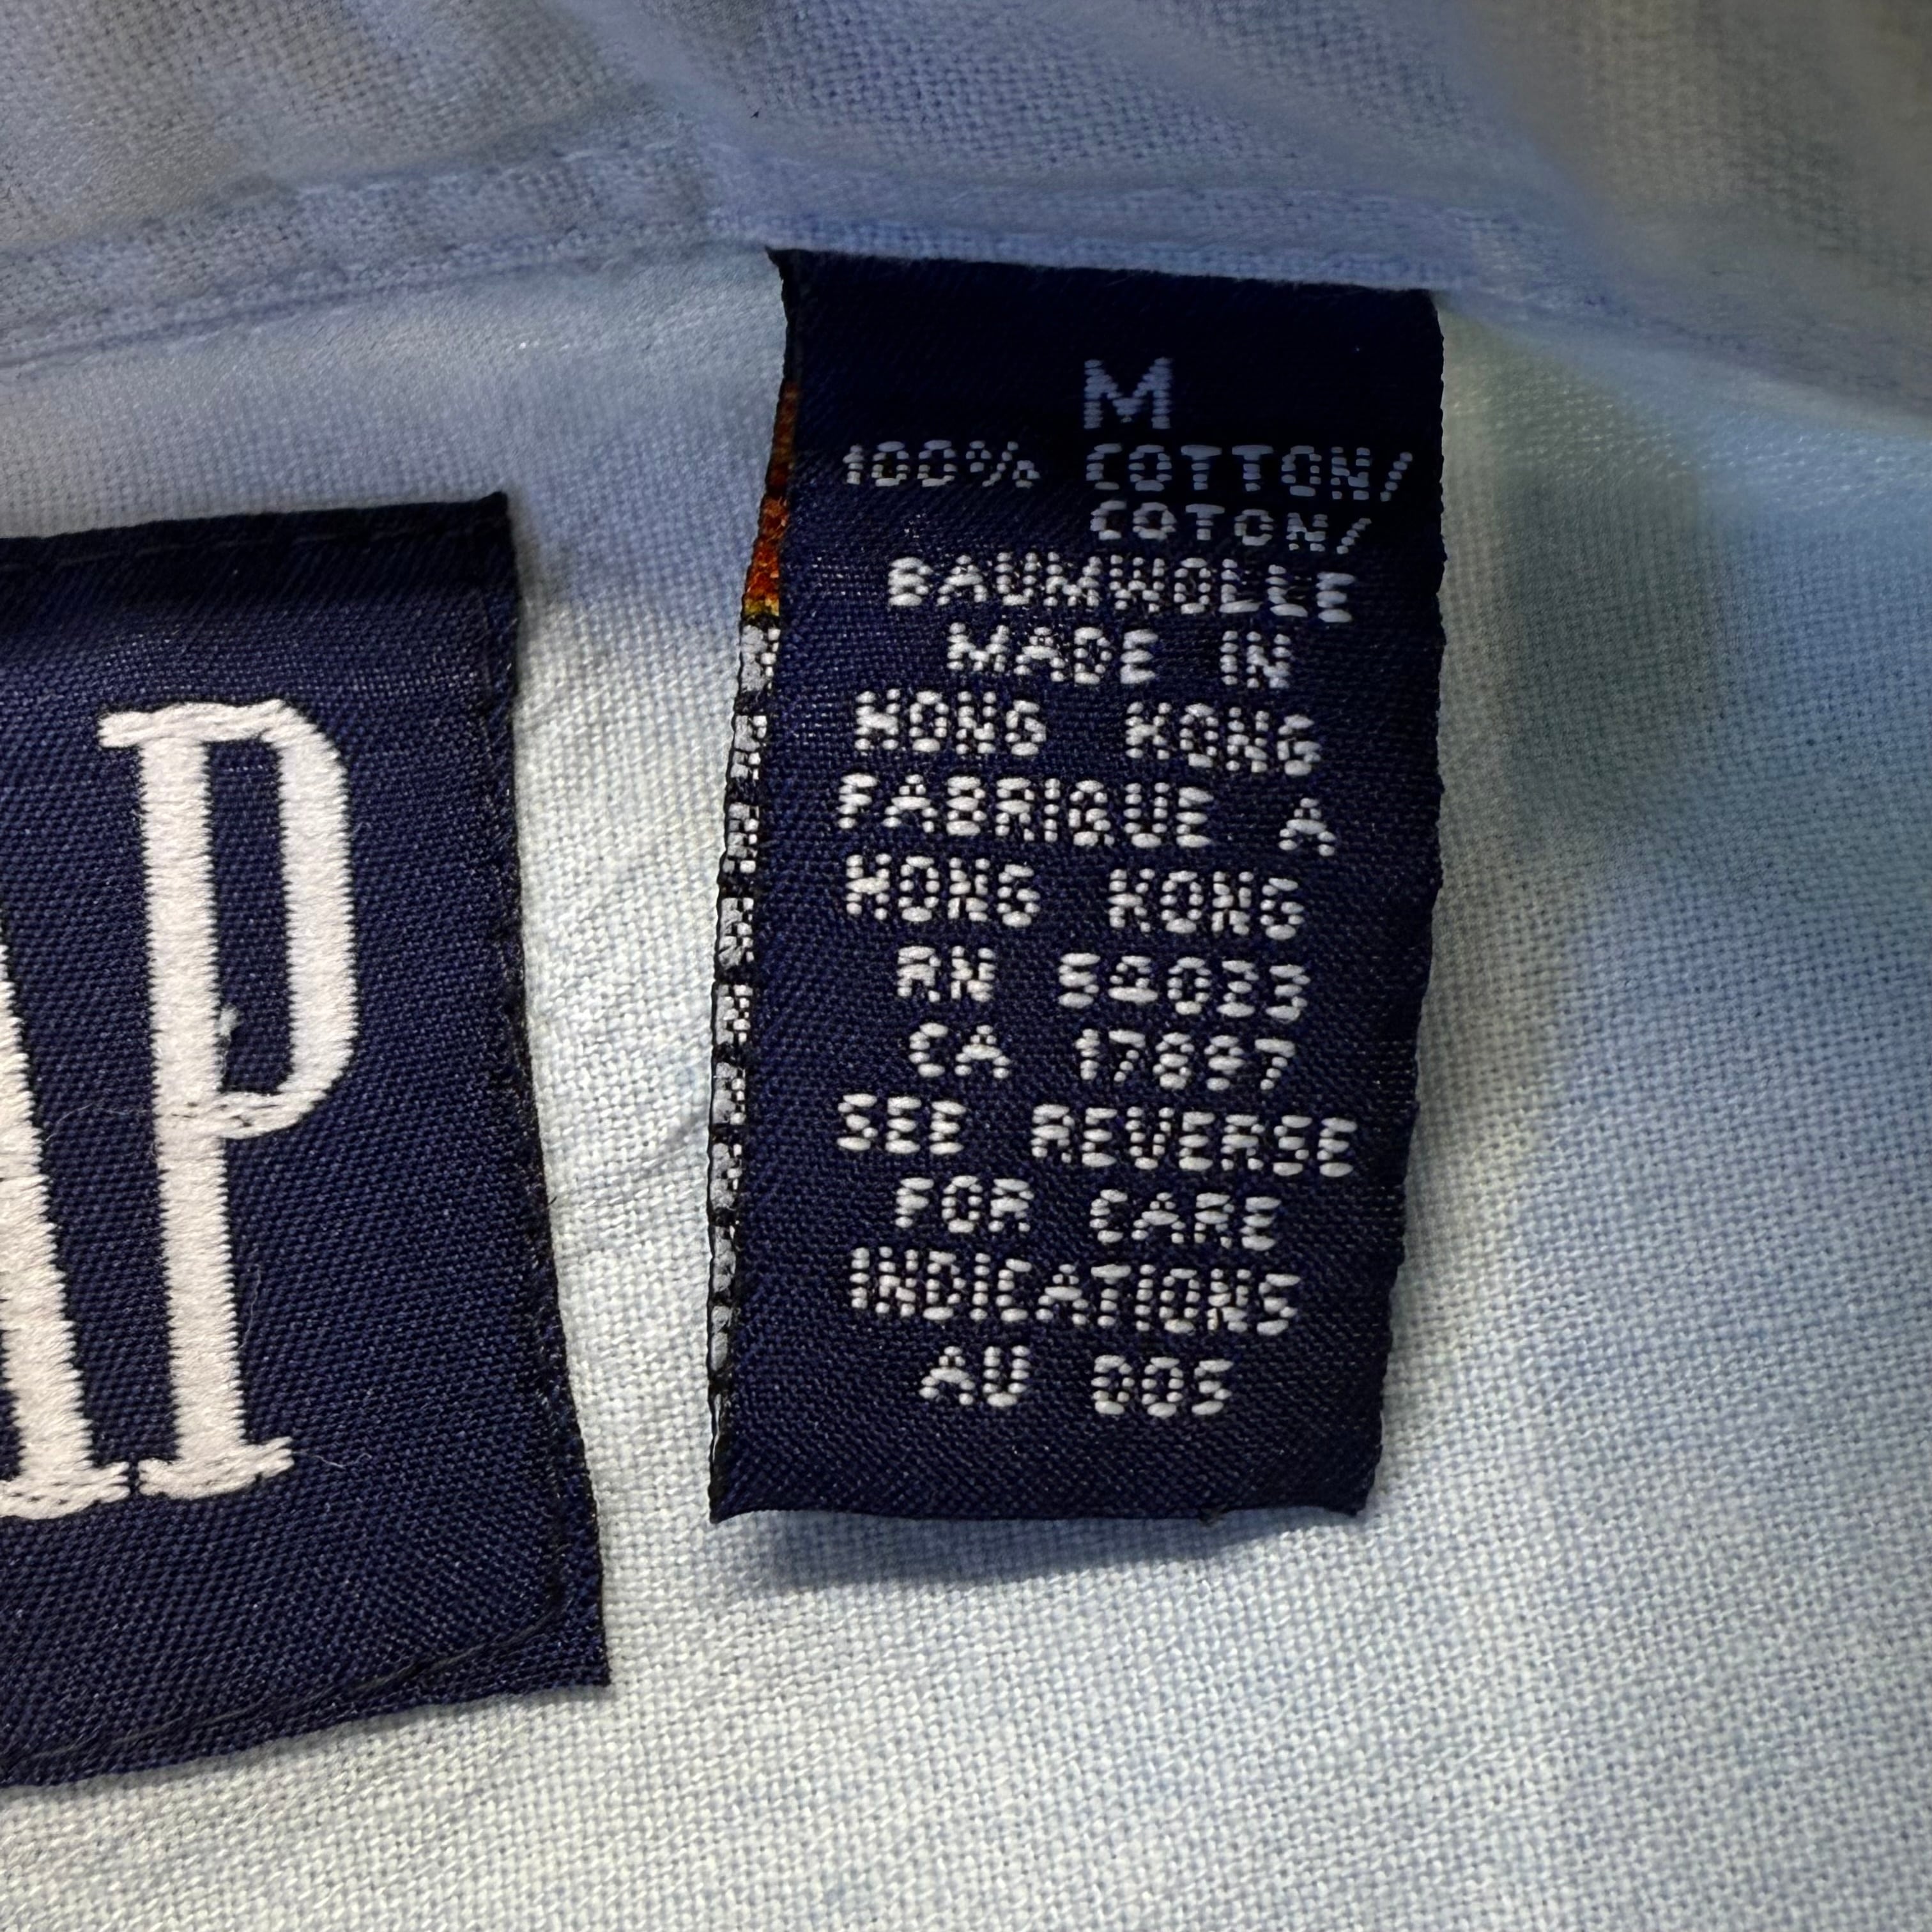 AP
M
100% COTTON/
COTON/
BAUMWOLLE
MADE IN
HONG KONG
FABRIQUE A
HONG KONG
RN 54023
CA 17897
SEE REVERSE
FOR CARE
INDICATIONS
AU DOS